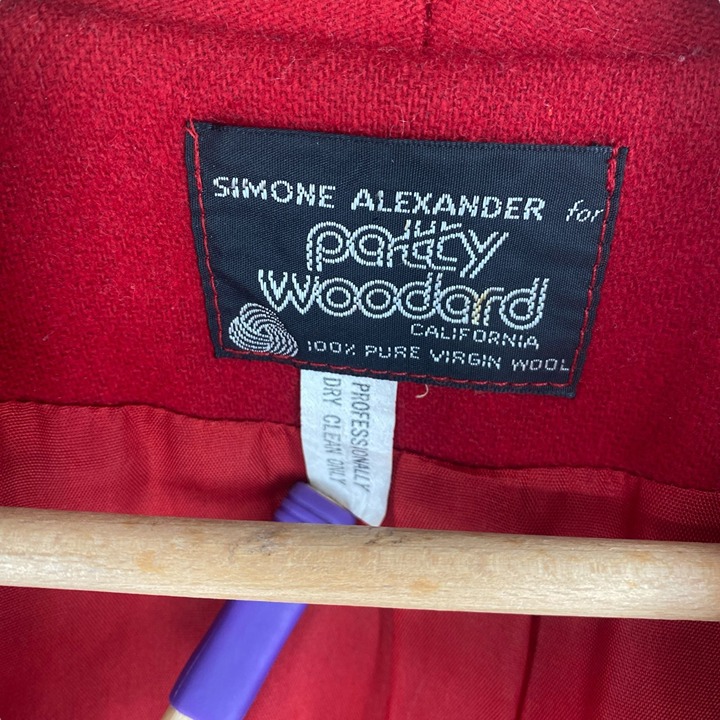 SIMONE ALEXANDER for
patty
woodard
CALIFORNIA
100% PURE VIRGIN WOOL
PROFESSIONALLY
DRY CLEAN ONLY